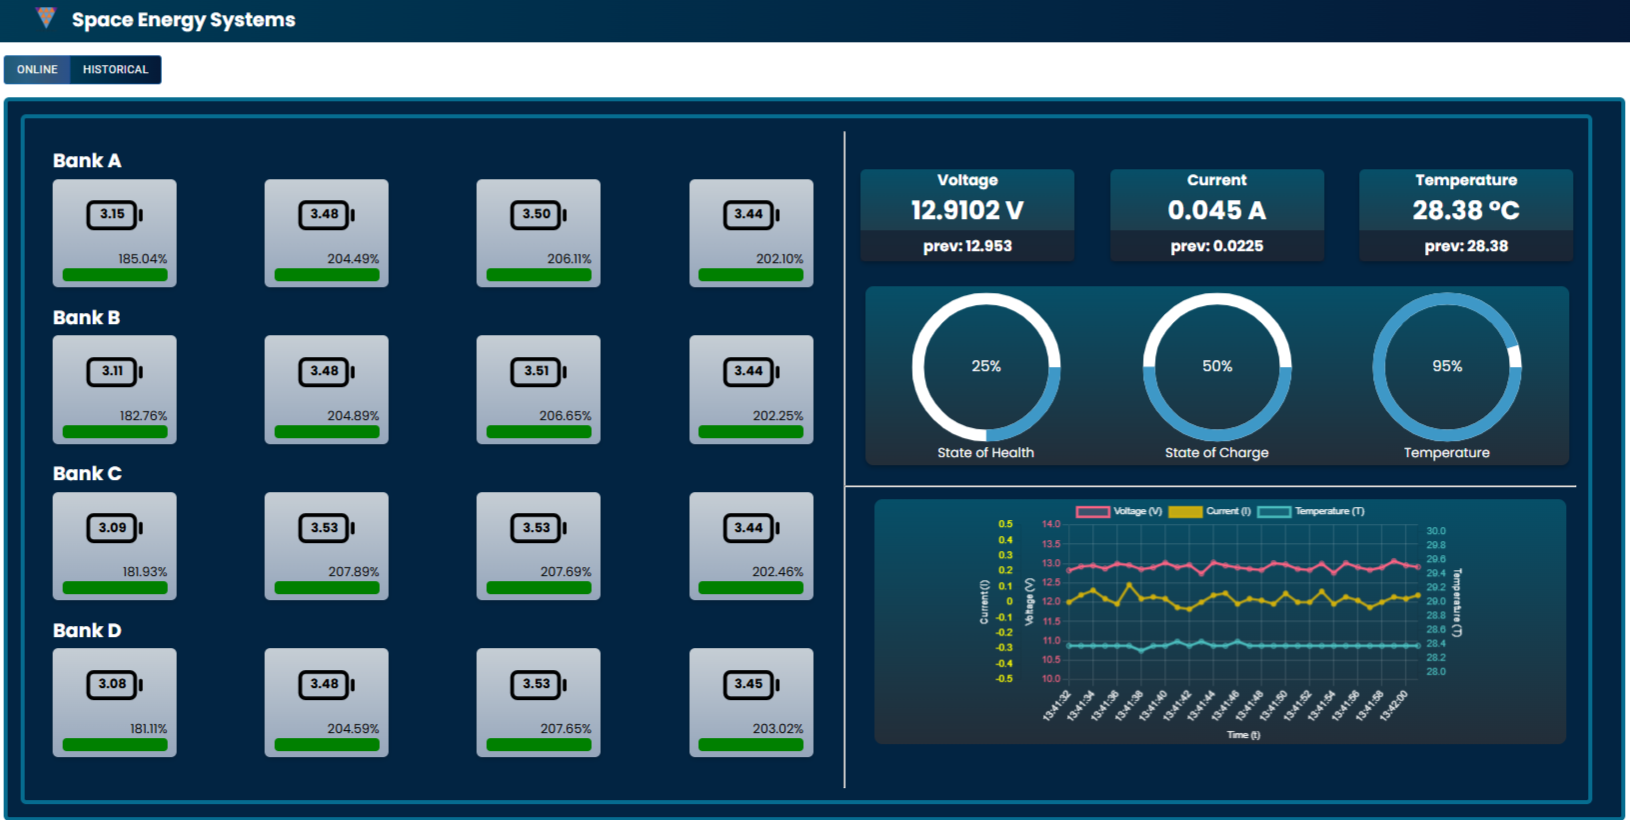 Space Energy Systems
ONLINE HISTORICAL
Bank A
3.15 3.48 3.50 3.44
185.04% 204.49% 206.11% 202.10%
Bank B
3.11 3.48 3.51 3.44
182.76% 204.89% 206.65% 202.25%
Bank C
3.09 3.53 3.53 3.44
181.93% 207.89% 207.69% 202.46%
Bank D
3.08 3.48 3.53 3.45
181.11% 204.59% 207.65% 203.02%
Voltage
12.9102 V
prev: 12.953
Current
0.045 A
prev: 0.0225
Temperature
28.38 °C
prev: 28.38
25%
State of Health
50%
State of Charge
95%
Temperature
Voltage (V) Current (I) Temperature (T)
Current(I)
0.5
0.4
0.3
0.2
0.1
0
-0.1
-0.2
-0.3
-0.4
-0.5
Voltage (V)
14.0
13.5
13.0
12.5
12.0
11.5
11.0
10.5
10.0
30.0
29.8
29.6
29.4
29.2
29.0
28.8
28.6
28.4
28.2
28.0
Temperature (T)
13:41:32 13:41:34 13:41:36 13:41:38 13:41:40 13:41:42 13:41:44 13:41:46 13:41:48 13:41:50 13:41:52 13:41:54 13:41:56 13:41:58 13:42:00
Time (t)